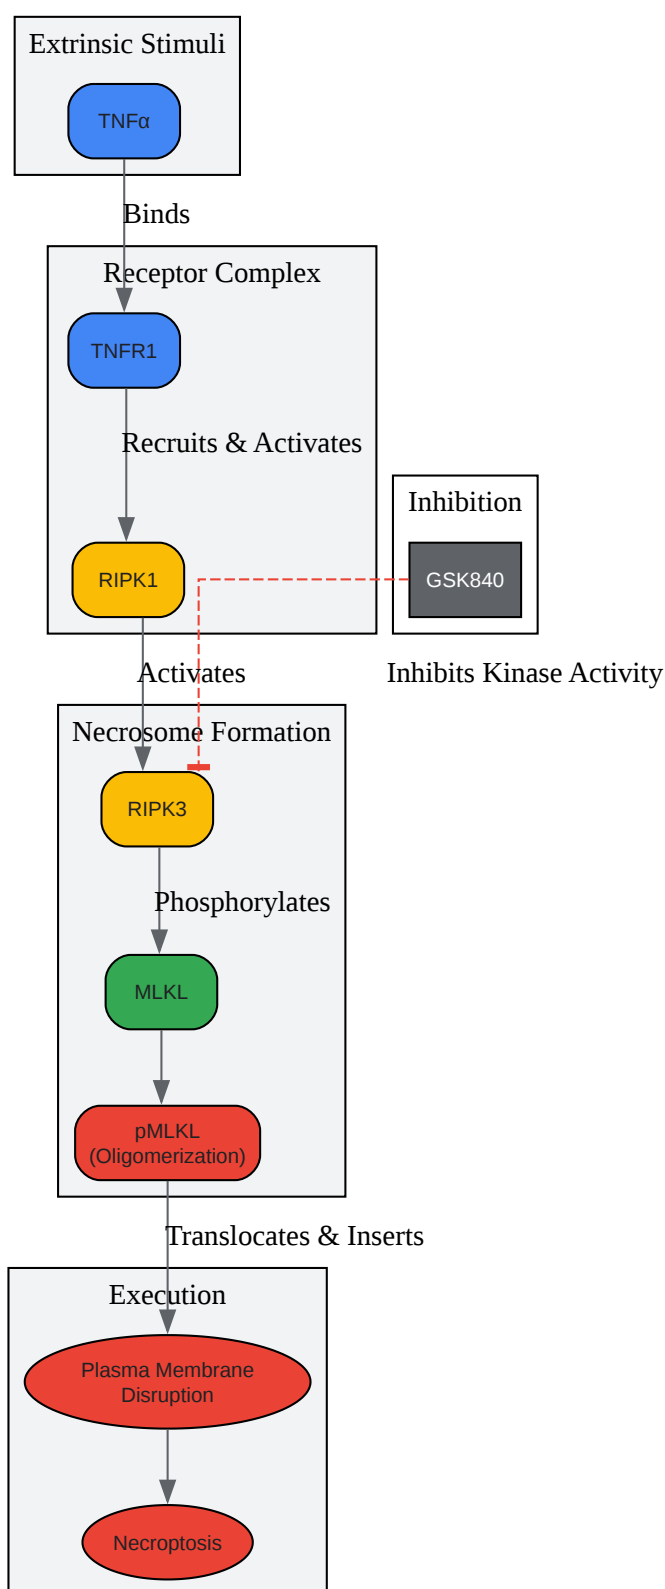 Extrinsic Stimuli
TNFα
Binds
Receptor Complex
TNFR1
Recruits & Activates
Inhibition
RIPK1
GSK840
Activates
Inhibits Kinase Activity
Necrosome Formation
RIPK3
Phosphorylates
MLKL
pMLKL
(Oligomerization)
Translocates & Inserts
Execution
Plasma Membrane
Disruption
Necroptosis